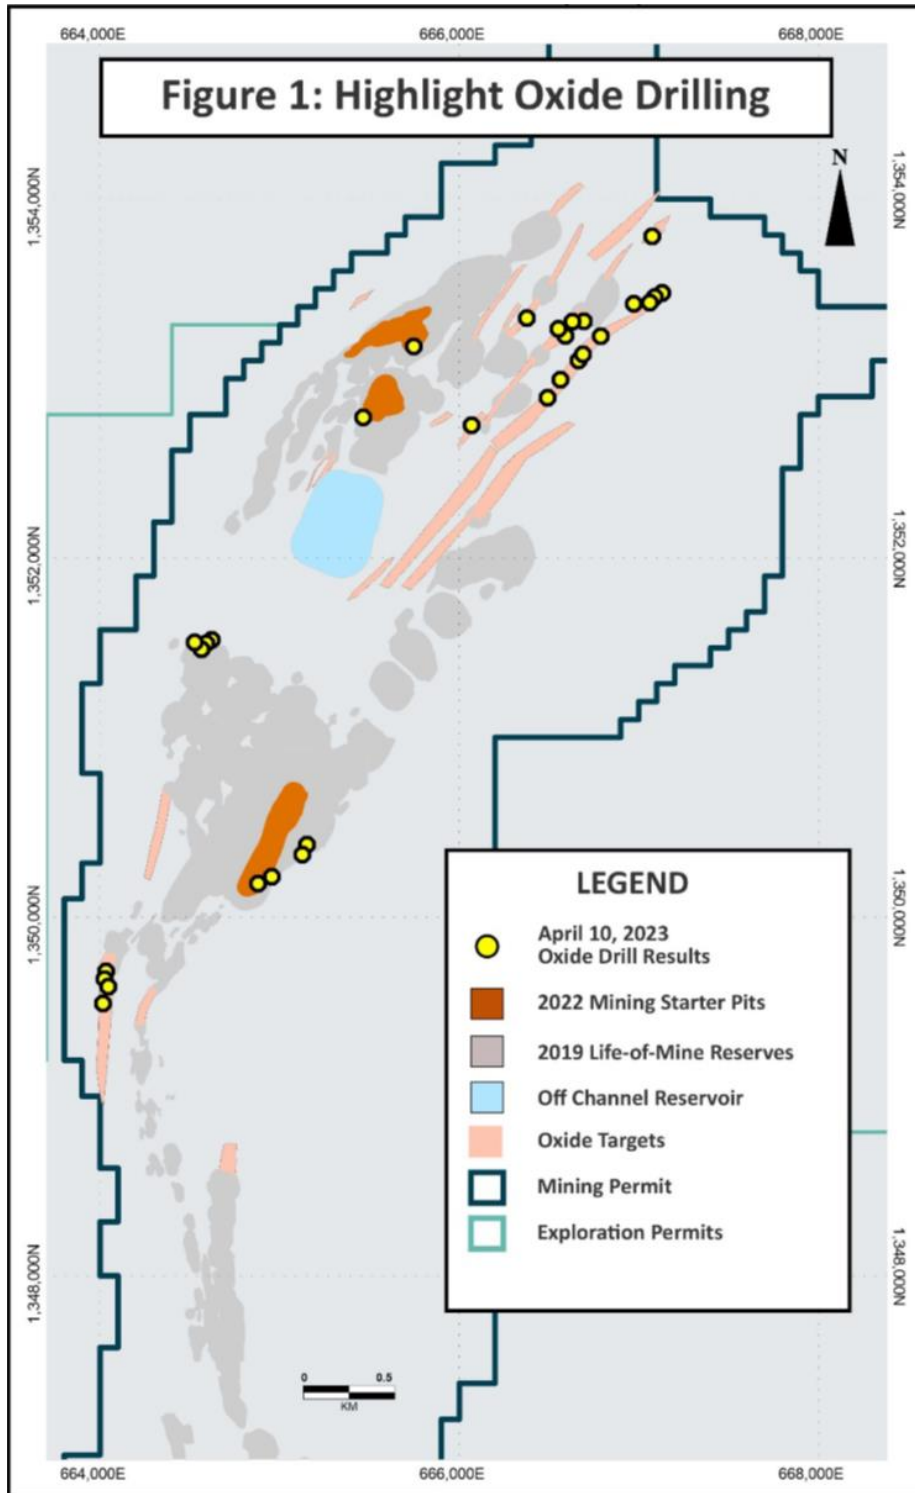 664,000E 666,000E 668,000E
Figure 1: Highlight Oxide Drilling
N
1,354,000N 1,354,000N
1,352,000N 1,352,000N
1,350,000N 1,350,000N
1,348,000N 1,348,000N
LEGEND
April 10, 2023
Oxide Drill Results
2022 Mining Starter Pits
2019 Life-of-Mine Reserves
Off Channel Reservoir
Oxide Targets
Mining Permit
Exploration Permits
0 0.5
KM
664,000E 666,000E 668,000E